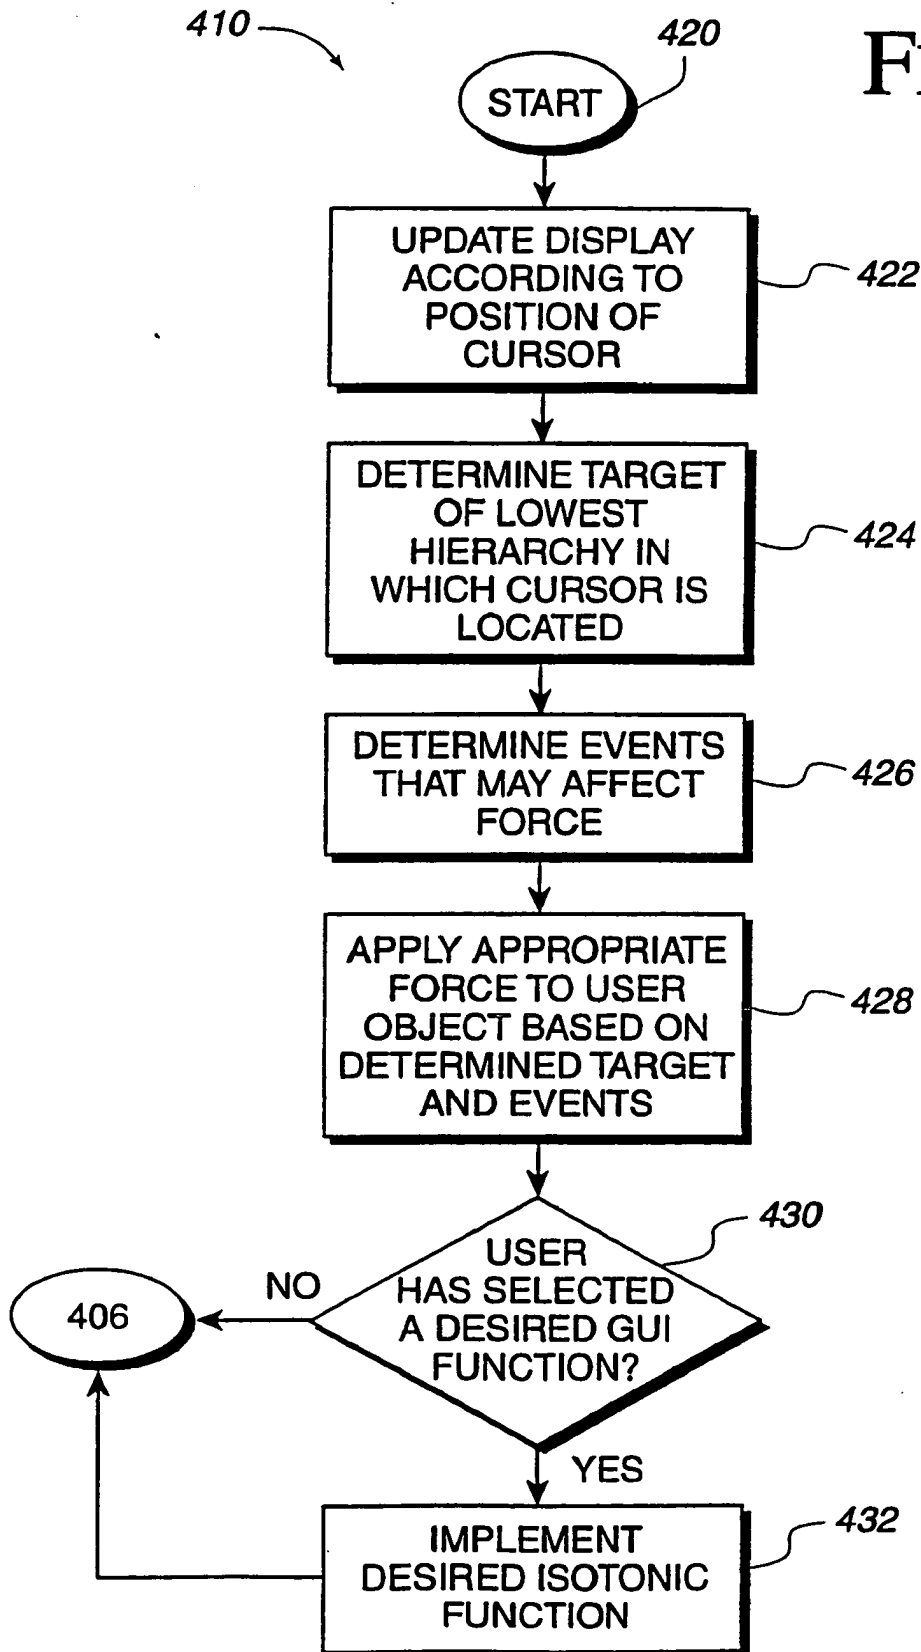 410
420
START
UPDATE DISPLAY
ACCORDING TO
POSITION OF
CURSOR
422
DETERMINE TARGET
OF LOWEST
HIERARCHY IN
WHICH CURSOR IS
LOCATED
424
DETERMINE EVENTS
THAT MAY AFFECT
FORCE
426
APPLY APPROPRIATE
FORCE TO USER
OBJECT BASED ON
DETERMINED TARGET
AND EVENTS
428
USER
HAS SELECTED
A DESIRED GUI
FUNCTION?
430
NO
406
YES
IMPLEMENT
DESIRED ISOTONIC
FUNCTION
432